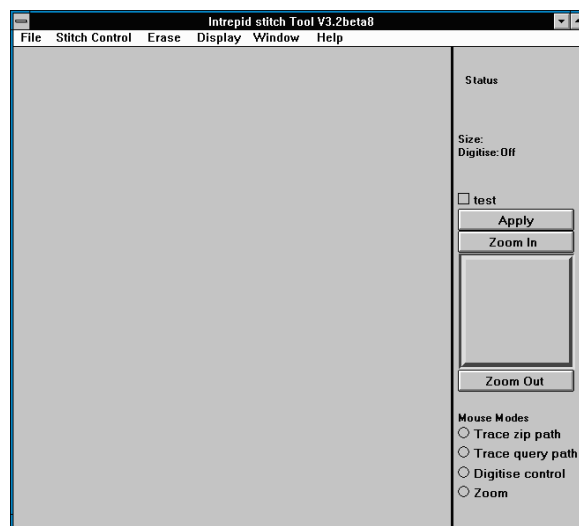 Intrepid stitch Tool V3.2beta8
File Stitch Control Erase Display Window Help
Status
Size:
Digitise:Off
test
Apply
Zoom In
Zoom Out
Mouse Modes
Trace zip path
Trace query path
Digitise control
Zoom